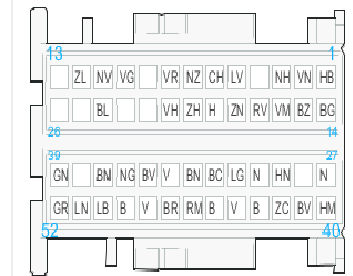 13 1
ZL NV VG VR NZ CH LV NH VN HB
BL VH ZH H ZN RV VM BZ BG
26 14
39 27
GN BN NG BV V BN BC LG N HN N
GR LN LB B V BR RM B V B ZC BV HM
52 40